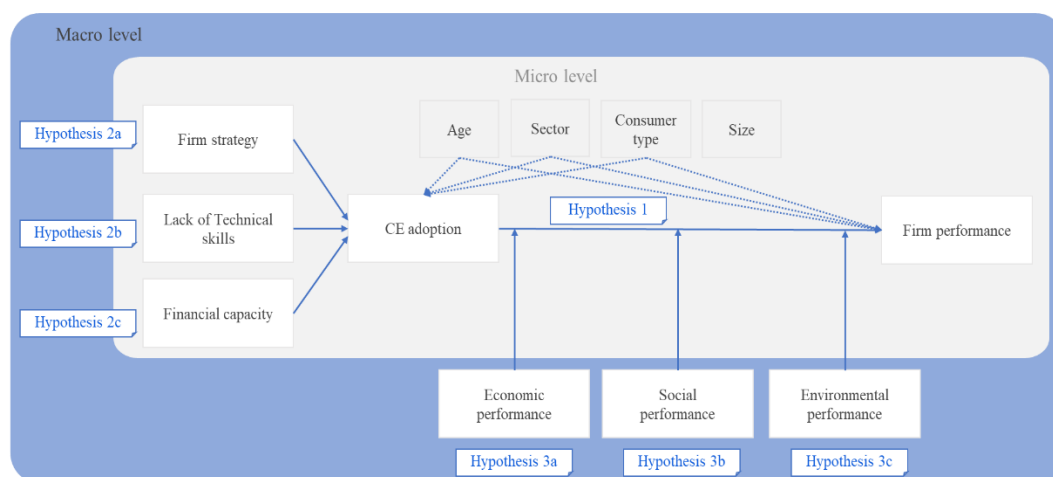 Macro level
Micro level
Hypothesis 2a
Firm strategy
Age
Sector
Consumer
type
Size
Hypothesis 2b
Lack of Technical
skills
CE adoption
Hypothesis 1
Firm performance
Hypothesis 2c
Financial capacity
Economic
performance
Social
performance
Environmental
performance
Hypothesis 3a
Hypothesis 3b
Hypothesis 3c